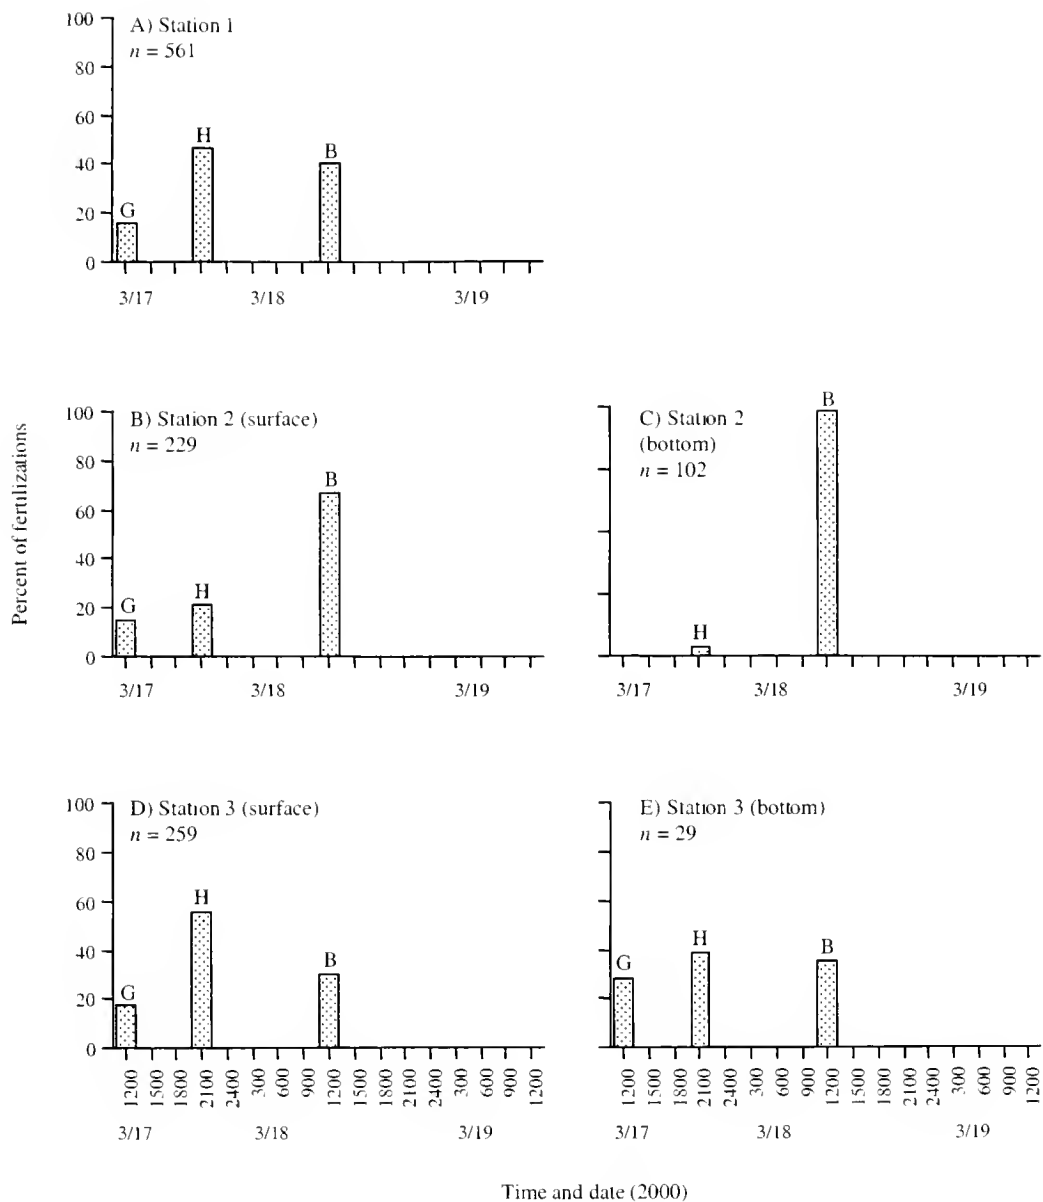 A) Station 1
n = 561
100
80
60
40
20
0
G
H
B
3/17
3/18
3/19
Percent of fertilizations
B) Station 2 (surface)
n = 229
100
80
60
40
20
0
G
H
B
3/17
3/18
3/19
C) Station 2
(bottom)
n = 102
H
B
3/17
3/18
3/19
D) Station 3 (surface)
n = 259
100
80
60
40
20
0
G
H
B
1200
1500
1800
2100
2400
300
600
900
1200
1500
1800
2100
2400
300
600
900
1200
3/17
3/18
3/19
E) Station 3 (bottom)
n = 29
G
H
B
1200
1500
1800
2100
2400
300
600
900
1200
1500
1800
2100
2400
300
600
900
1200
3/17
3/18
3/19
Time and date (2000)